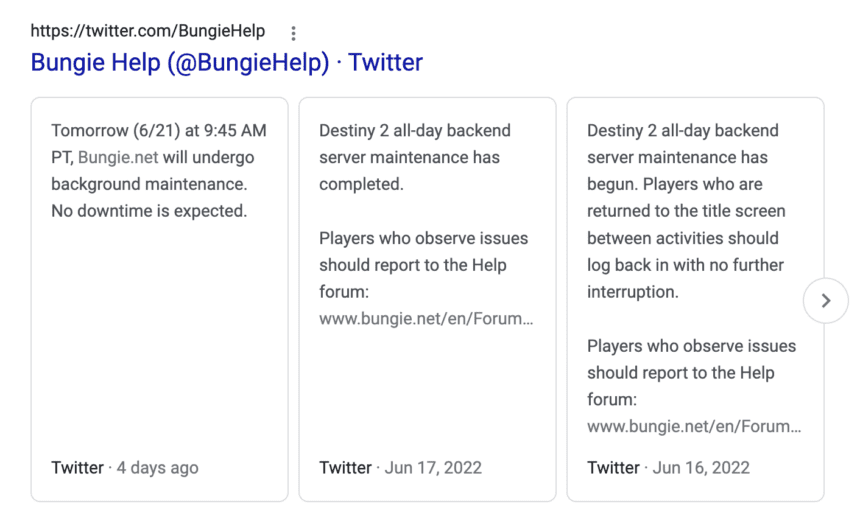 https://twitter.com/BungieHelp
Bungie Help (@BungieHelp) · Twitter
Tomorrow (6/21) at 9:45 AM
PT, Bungie.net will undergo
background maintenance.
No downtime is expected.
Twitter · 4 days ago
Destiny 2 all-day backend
server maintenance has
completed.
Players who observe issues
should report to the Help
forum:
www.bungie.net/en/Forum...
Twitter · Jun 17, 2022
Destiny 2 all-day backend
server maintenance has
begun. Players who are
returned to the title screen
between activities should
log back in with no further
interruption.
Players who observe issues
should report to the Help
forum:
www.bungie.net/en/Forum...
Twitter · Jun 16, 2022